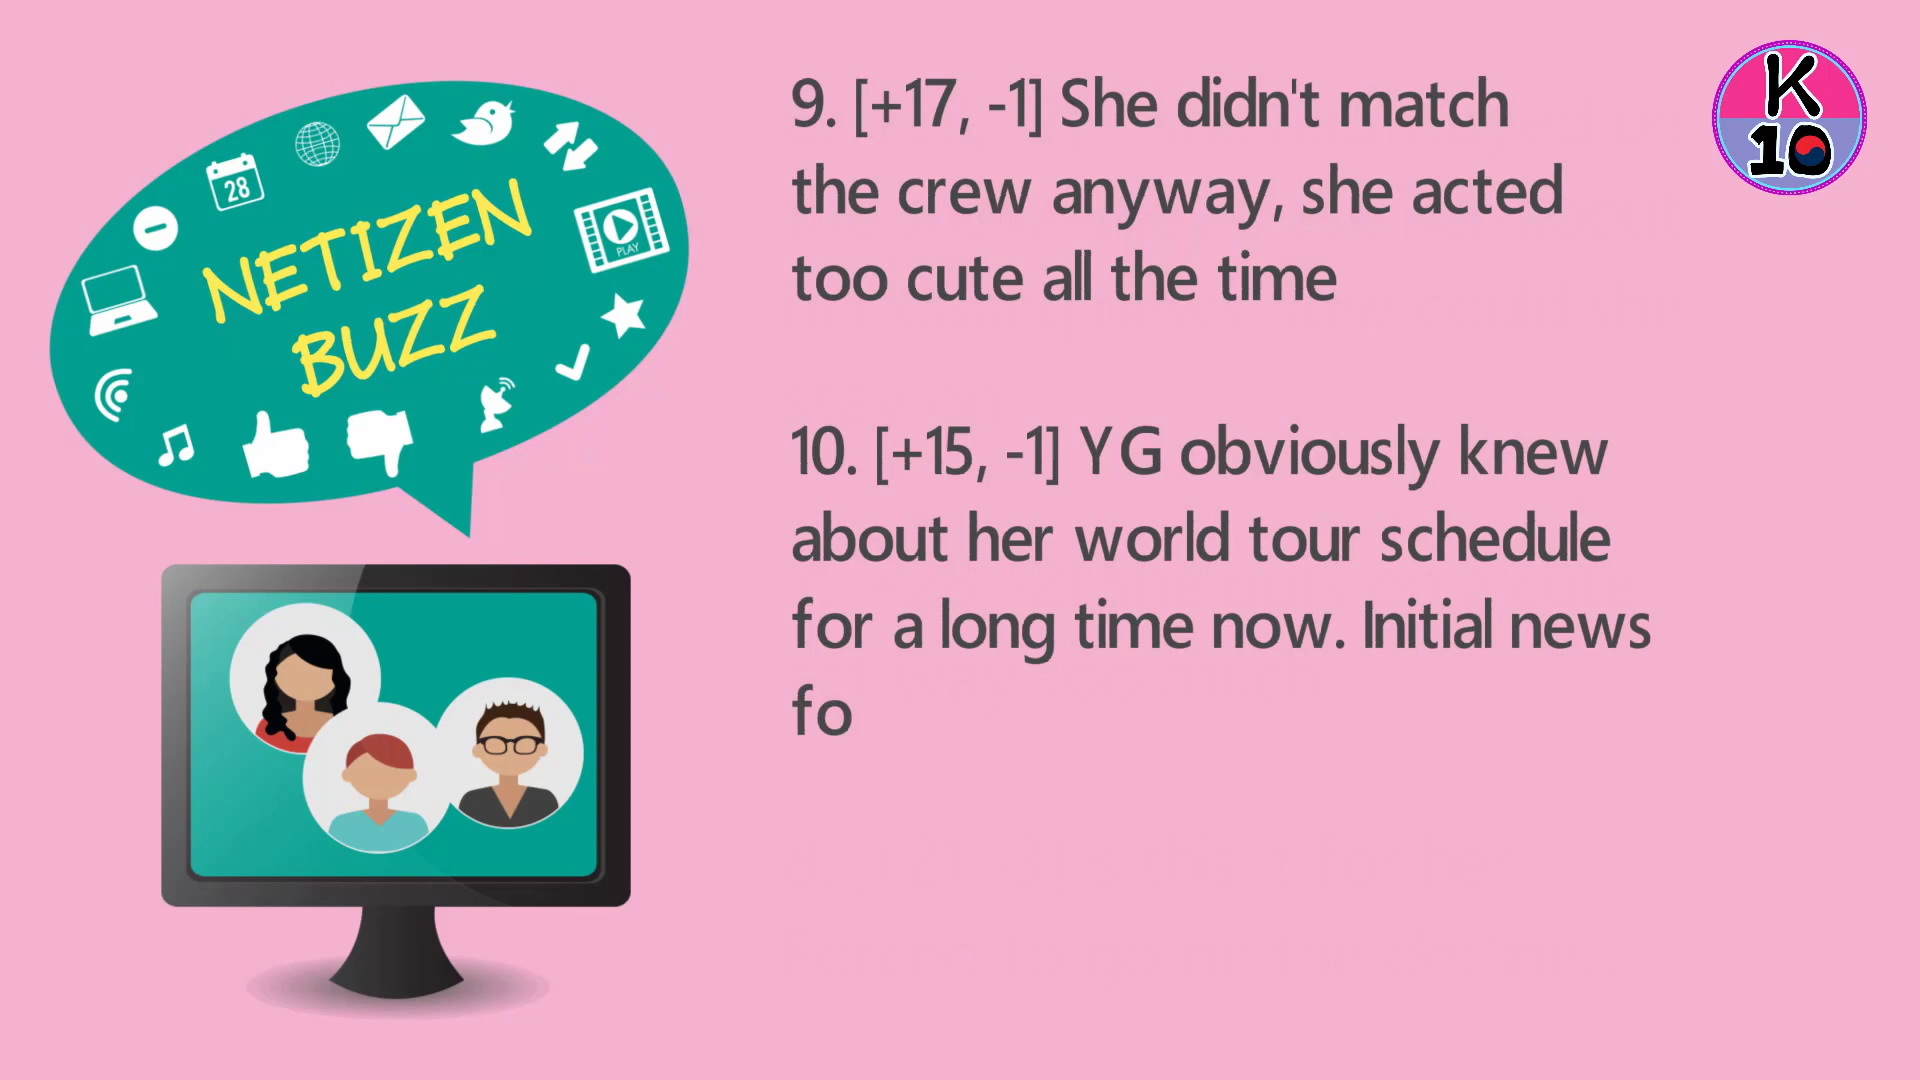 NETIZEN
BUZZ
28
PLAY
9. [+17, -1] She didn't match
the crew anyway, she acted
too cute all the time
10. [+15, -1] YG obviously knew
about her world tour schedule
for a long time now. Initial news
fo
K
10